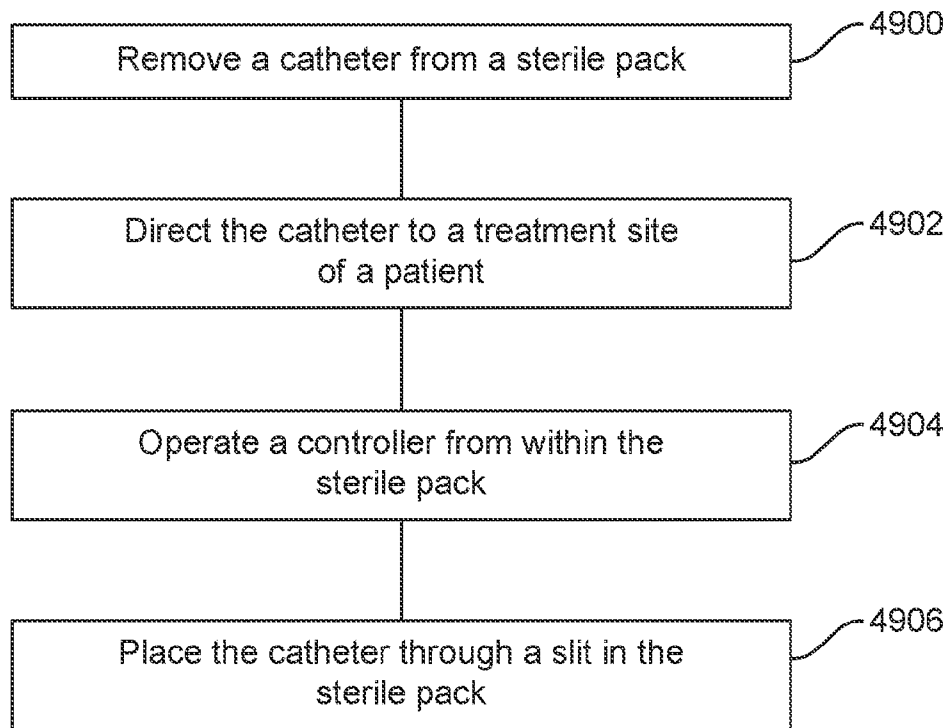 4900
Remove a catheter from a sterile pack
4902
Direct the catheter to a treatment site
of a patient
4904
Operate a controller from within the
sterile pack
4906
Place the catheter through a slit in the
sterile pack